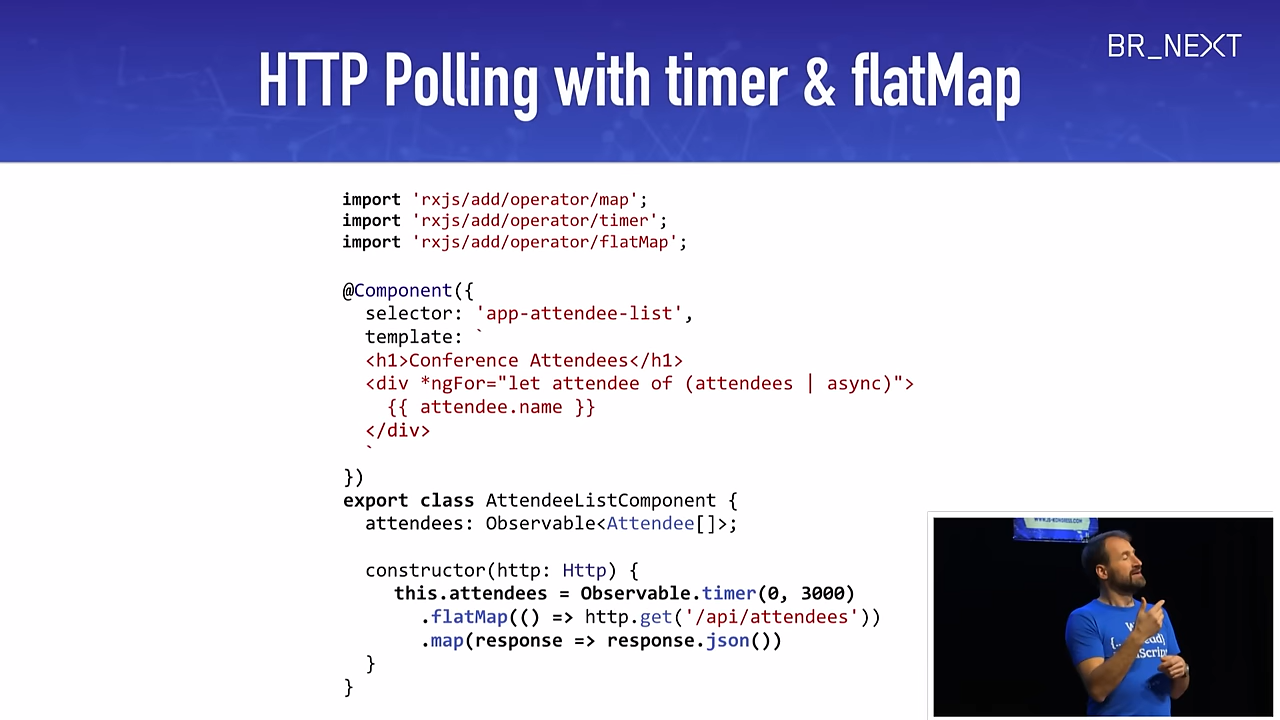 BR_NEXT
HTTP Polling with timer & flatMap
import 'rxjs/add/operator/map';
import 'rxjs/add/operator/timer';
import 'rxjs/add/operator/flatMap';
@Component({
selector: 'app-attendee-list',
template: `
<h1>Conference Attendees</h1>
<div *ngFor="let attendee of (attendees | async)">
{{ attendee.name }}
</div>
`
})
export class AttendeeListComponent {
attendees: Observable<Attendee[]>;
constructor(http: Http) {
this.attendees = Observable.timer(0, 3000)
.flatMap(() => http.get('/api/attendees'))
.map(response => response.json())
}
}